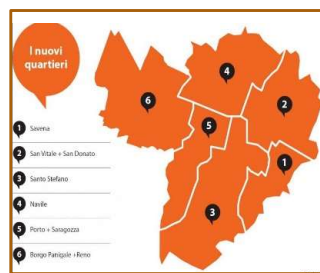 I nuovi
quartieri
1 Savena
2 San Vitale + San Donato
3 Santo Stefano
4 Navile
5 Porto + Saragozza
6 Borgo Panigale +Reno
4
6
2
5
1
3